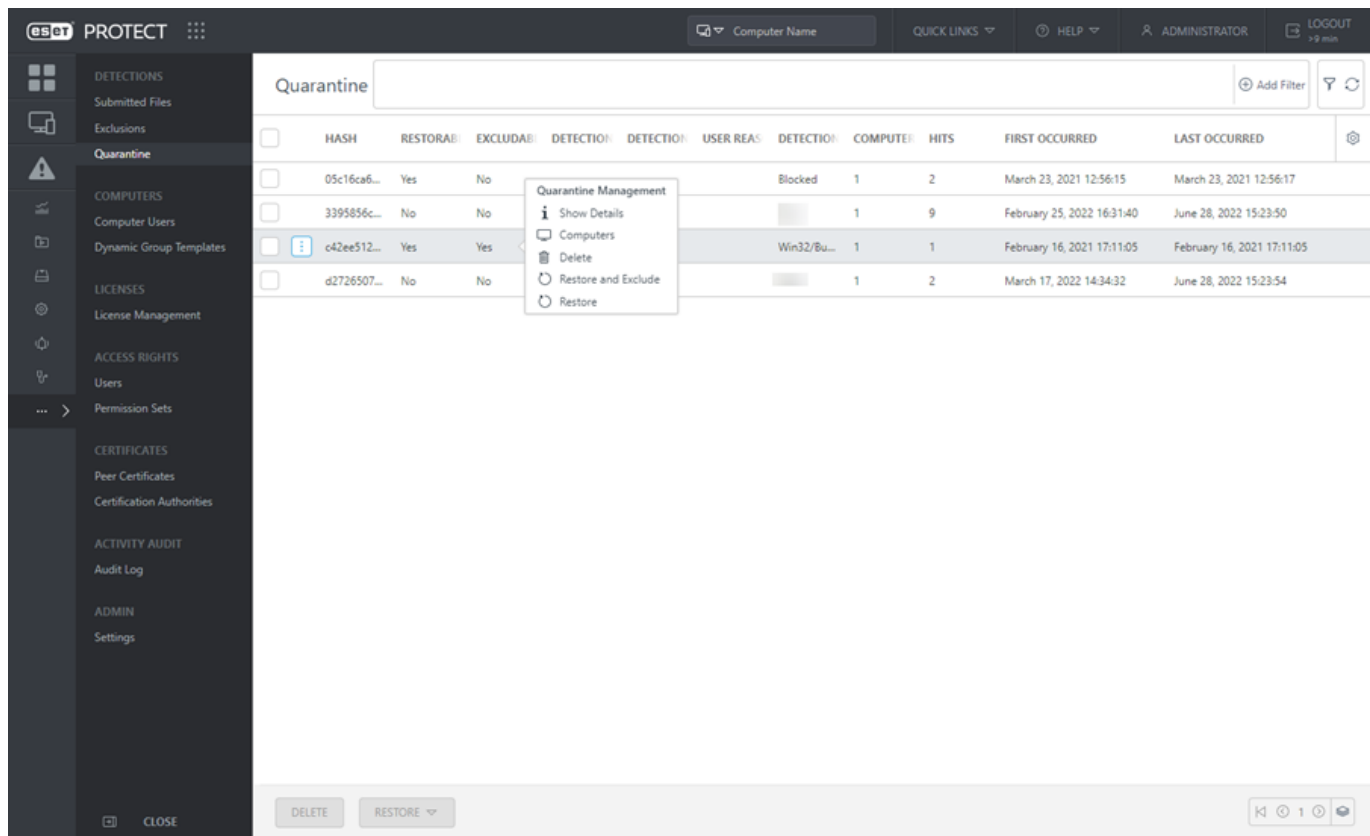 eset PROTECT
Computer Name
QUICK LINKS
HELP
ADMINISTRATOR
LOGOUT
>9 min
DETECTIONS
Submitted Files
Exclusions
Quarantine
COMPUTERS
Computer Users
Dynamic Group Templates
LICENSES
License Management
ACCESS RIGHTS
Users
Permission Sets
CERTIFICATES
Peer Certificates
Certification Authorities
ACTIVITY AUDIT
Audit Log
ADMIN
Settings
CLOSE
Quarantine
Add Filter
HASH RESTORAB EXCLUDAB DETECTION DETECTION USER REAS DETECTION COMPUTER HITS FIRST OCCURRED LAST OCCURRED
05c16ca6... Yes No Blocked 1 2 March 23, 2021 12:56:15 March 23, 2021 12:56:17
3395856c... No No 1 9 February 25, 2022 16:31:40 June 28, 2022 15:23:50
c42ee512... Yes Yes Win32/Bu... 1 1 February 16, 2021 17:11:05 February 16, 2021 17:11:05
d2726507... No No 1 2 March 17, 2022 14:34:32 June 28, 2022 15:23:54
Quarantine Management
Show Details
Computers
Delete
Restore and Exclude
Restore
DELETE
RESTORE
1